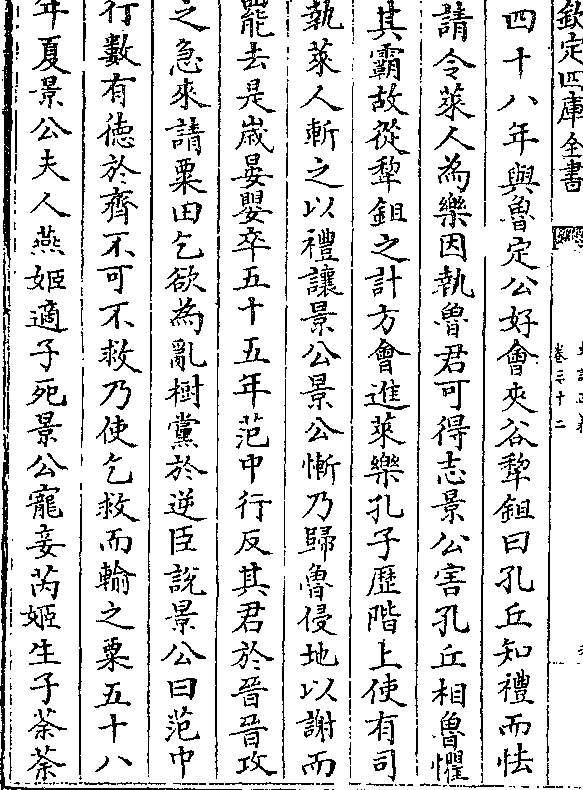 欽定四庫全書
卷三十二
四十八年與魯定公好會夾谷犂鉏曰孔丘知禮而怯
請令萊人為樂因執魯君可得志景公害孔丘相魯懼
其霸故從犂鉏之計方會進萊樂孔子歴階上使有司
執萊人斬之以禮讓景公景公慚乃歸魯侵地以謝而
罷去是嵗晏嬰卒五十五年范中行反其君於晉晉攻
之急來請粟田乞欲為亂樹黨於逆臣說景公曰范中
行數有徳於齊不可不救乃使乞救而輸之粟五十八
年夏景公夫人燕姬適子死景公寵妾芮姬生子荼荼